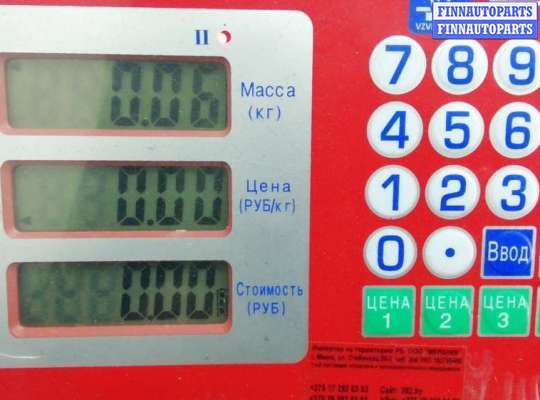 FINNAUTOPARTS
FINNAUTOPARTS
II
0.06
Масса
(кг)
0.00
Цена
(РУБ/кг)
0.00
Стоимость
(РУБ)
7 8 9
4 5 6
1 2 3
0 . Ввод
ЦЕНА ЦЕНА ЦЕНА
1 2 3